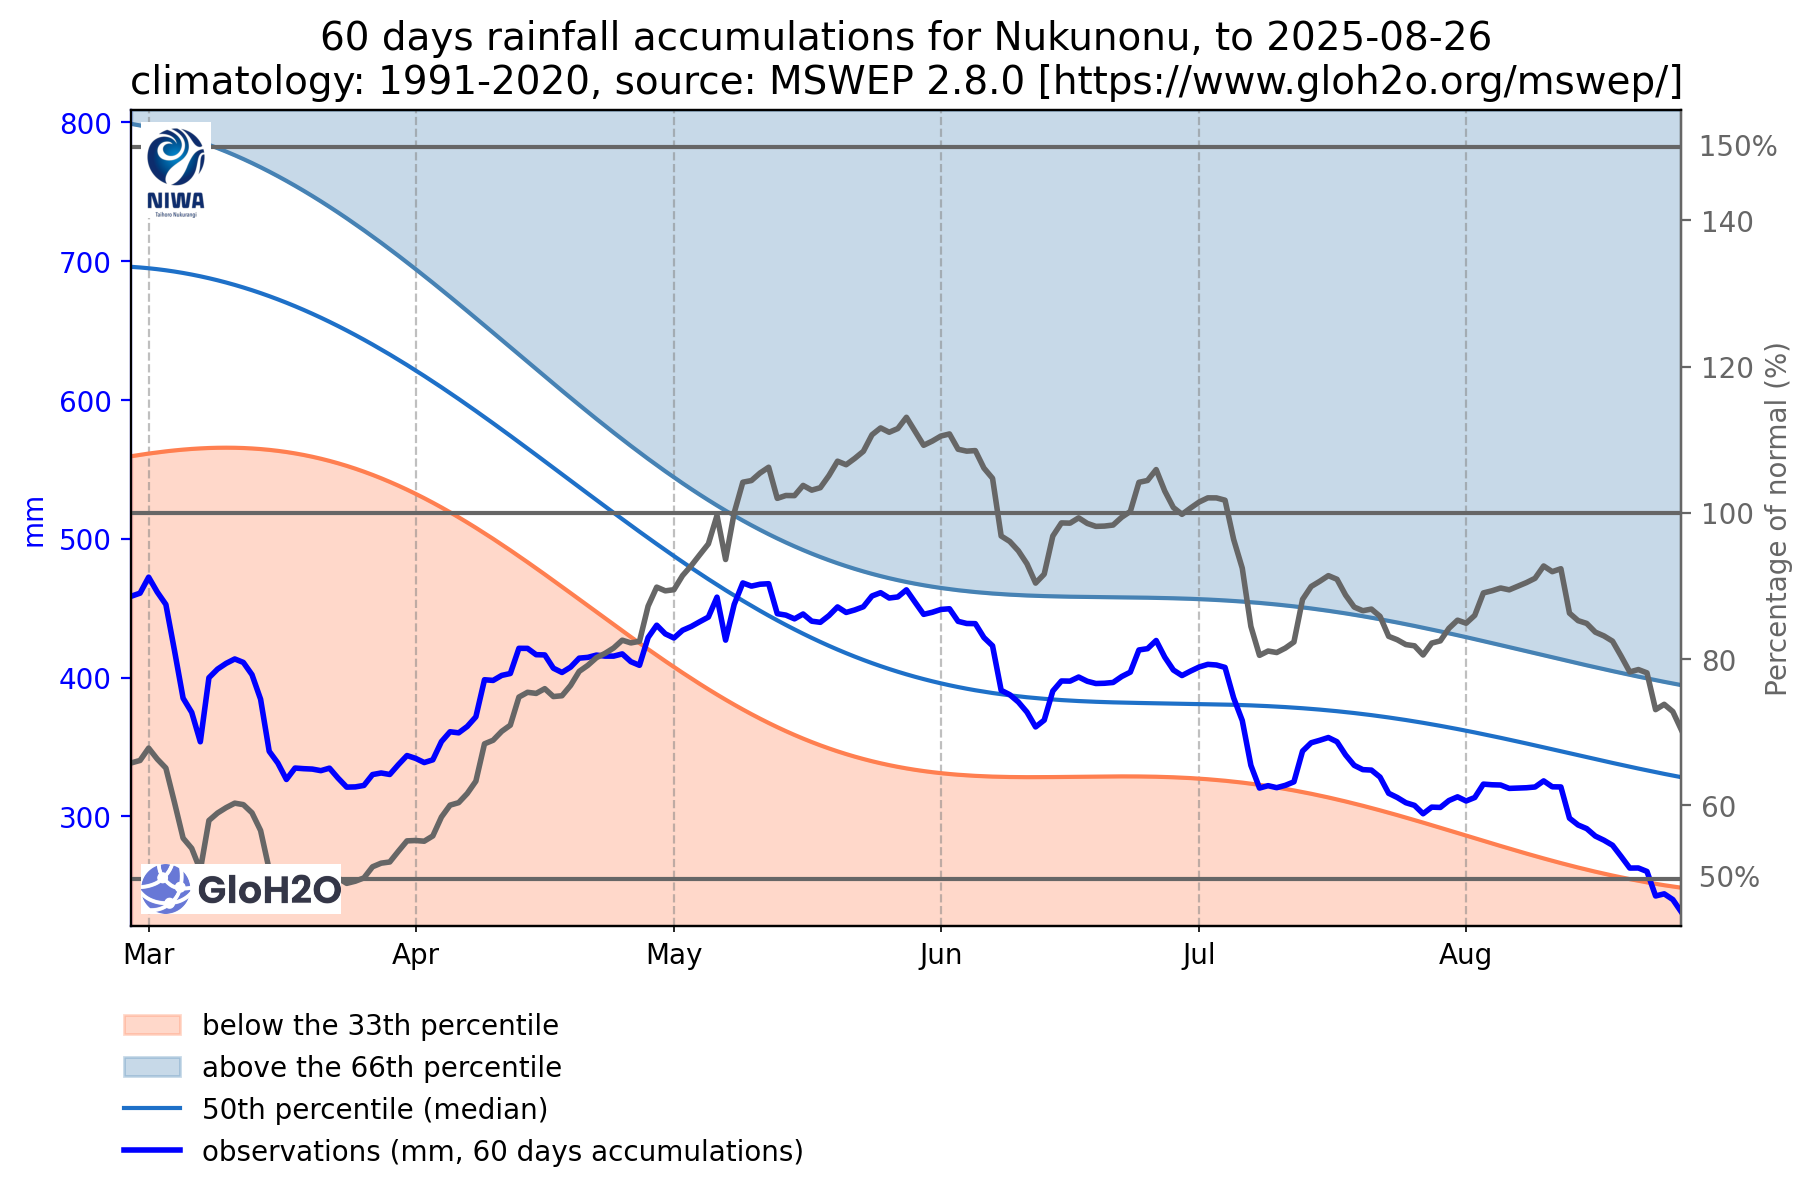 60 days rainfall accumulations for Nukunonu, to 2025-08-26
climatology: 1991-2020, source: MSWEP 2.8.0 [https://www.gloh2o.org/mswep/]
800
700
600
500
400
300
mm
NIWA
Taihoro Nukurangi
GloH2O
150%
140
120
100
80
60
50%
Percentage of normal (%)
Mar
Apr
May
Jun
Jul
Aug
below the 33th percentile
above the 66th percentile
50th percentile (median)
observations (mm, 60 days accumulations)